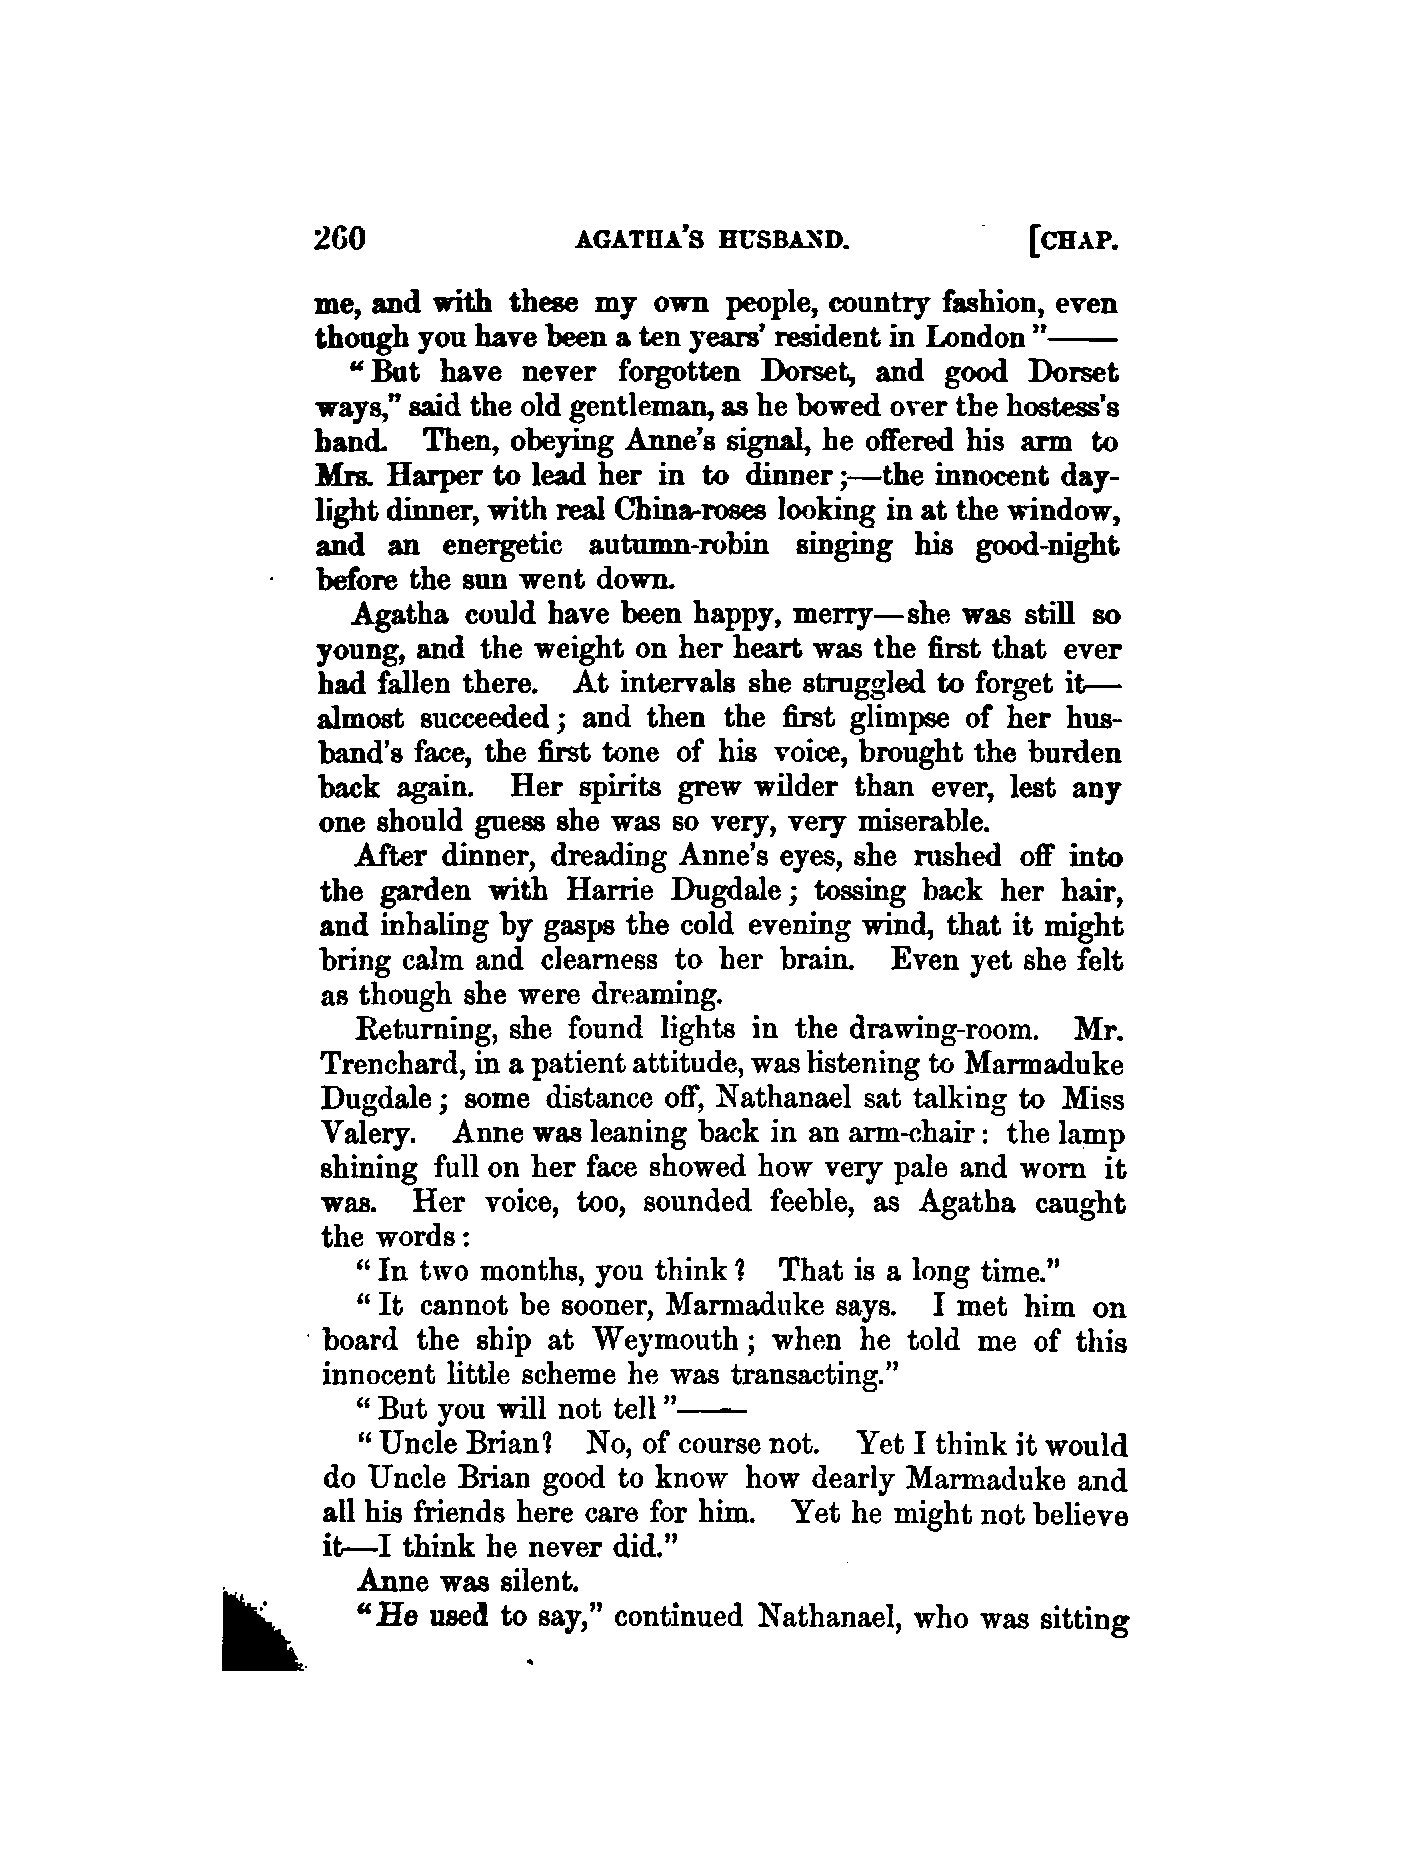 260 AGATHA'S HUSBAND. [CHAP.
me, and with these my own people, country fashion, even
though you have been a ten years' resident in London"——
"But have never forgotten Dorset, and good Dorset
ways," said the old gentleman, as he bowed over the hostess's
hand. Then, obeying Anne's signal, he offered his arm to
Mrs. Harper to lead her in to dinner;—the innocent day-
light dinner, with real China-roses looking in at the window,
and an energetic autumn-robin singing his good-night
before the sun went down.
Agatha could have been happy, merry—she was still so
young, and the weight on her heart was the first that ever
had fallen there. At intervals she struggled to forget it—
almost succeeded; and then the first glimpse of her hus-
band's face, the first tone of his voice, brought the burden
back again. Her spirits grew wilder than ever, lest any
one should guess she was so very, very miserable.
After dinner, dreading Anne's eyes, she rushed off into
the garden with Harrie Dugdale; tossing back her hair,
and inhaling by gasps the cold evening wind, that it might
bring calm and clearness to her brain. Even yet she felt
as though she were dreaming.
Returning, she found lights in the drawing-room. Mr.
Trenchard, in a patient attitude, was listening to Marmaduke
Dugdale; some distance off, Nathanael sat talking to Miss
Valery. Anne was leaning back in an arm-chair: the lamp
shining full on her face showed how very pale and worn it
was. Her voice, too, sounded feeble, as Agatha caught
the words:
"In two months, you think? That is a long time."
"It cannot be sooner, Marmaduke says. I met him on
board the ship at Weymouth; when he told me of this
innocent little scheme he was transacting."
"But you will not tell"——
"Uncle Brian? No, of course not. Yet I think it would
do Uncle Brian good to know how dearly Marmaduke and
all his friends here care for him. Yet he might not believe
it—I think he never did."
Anne was silent.
"He used to say," continued Nathanael, who was sitting